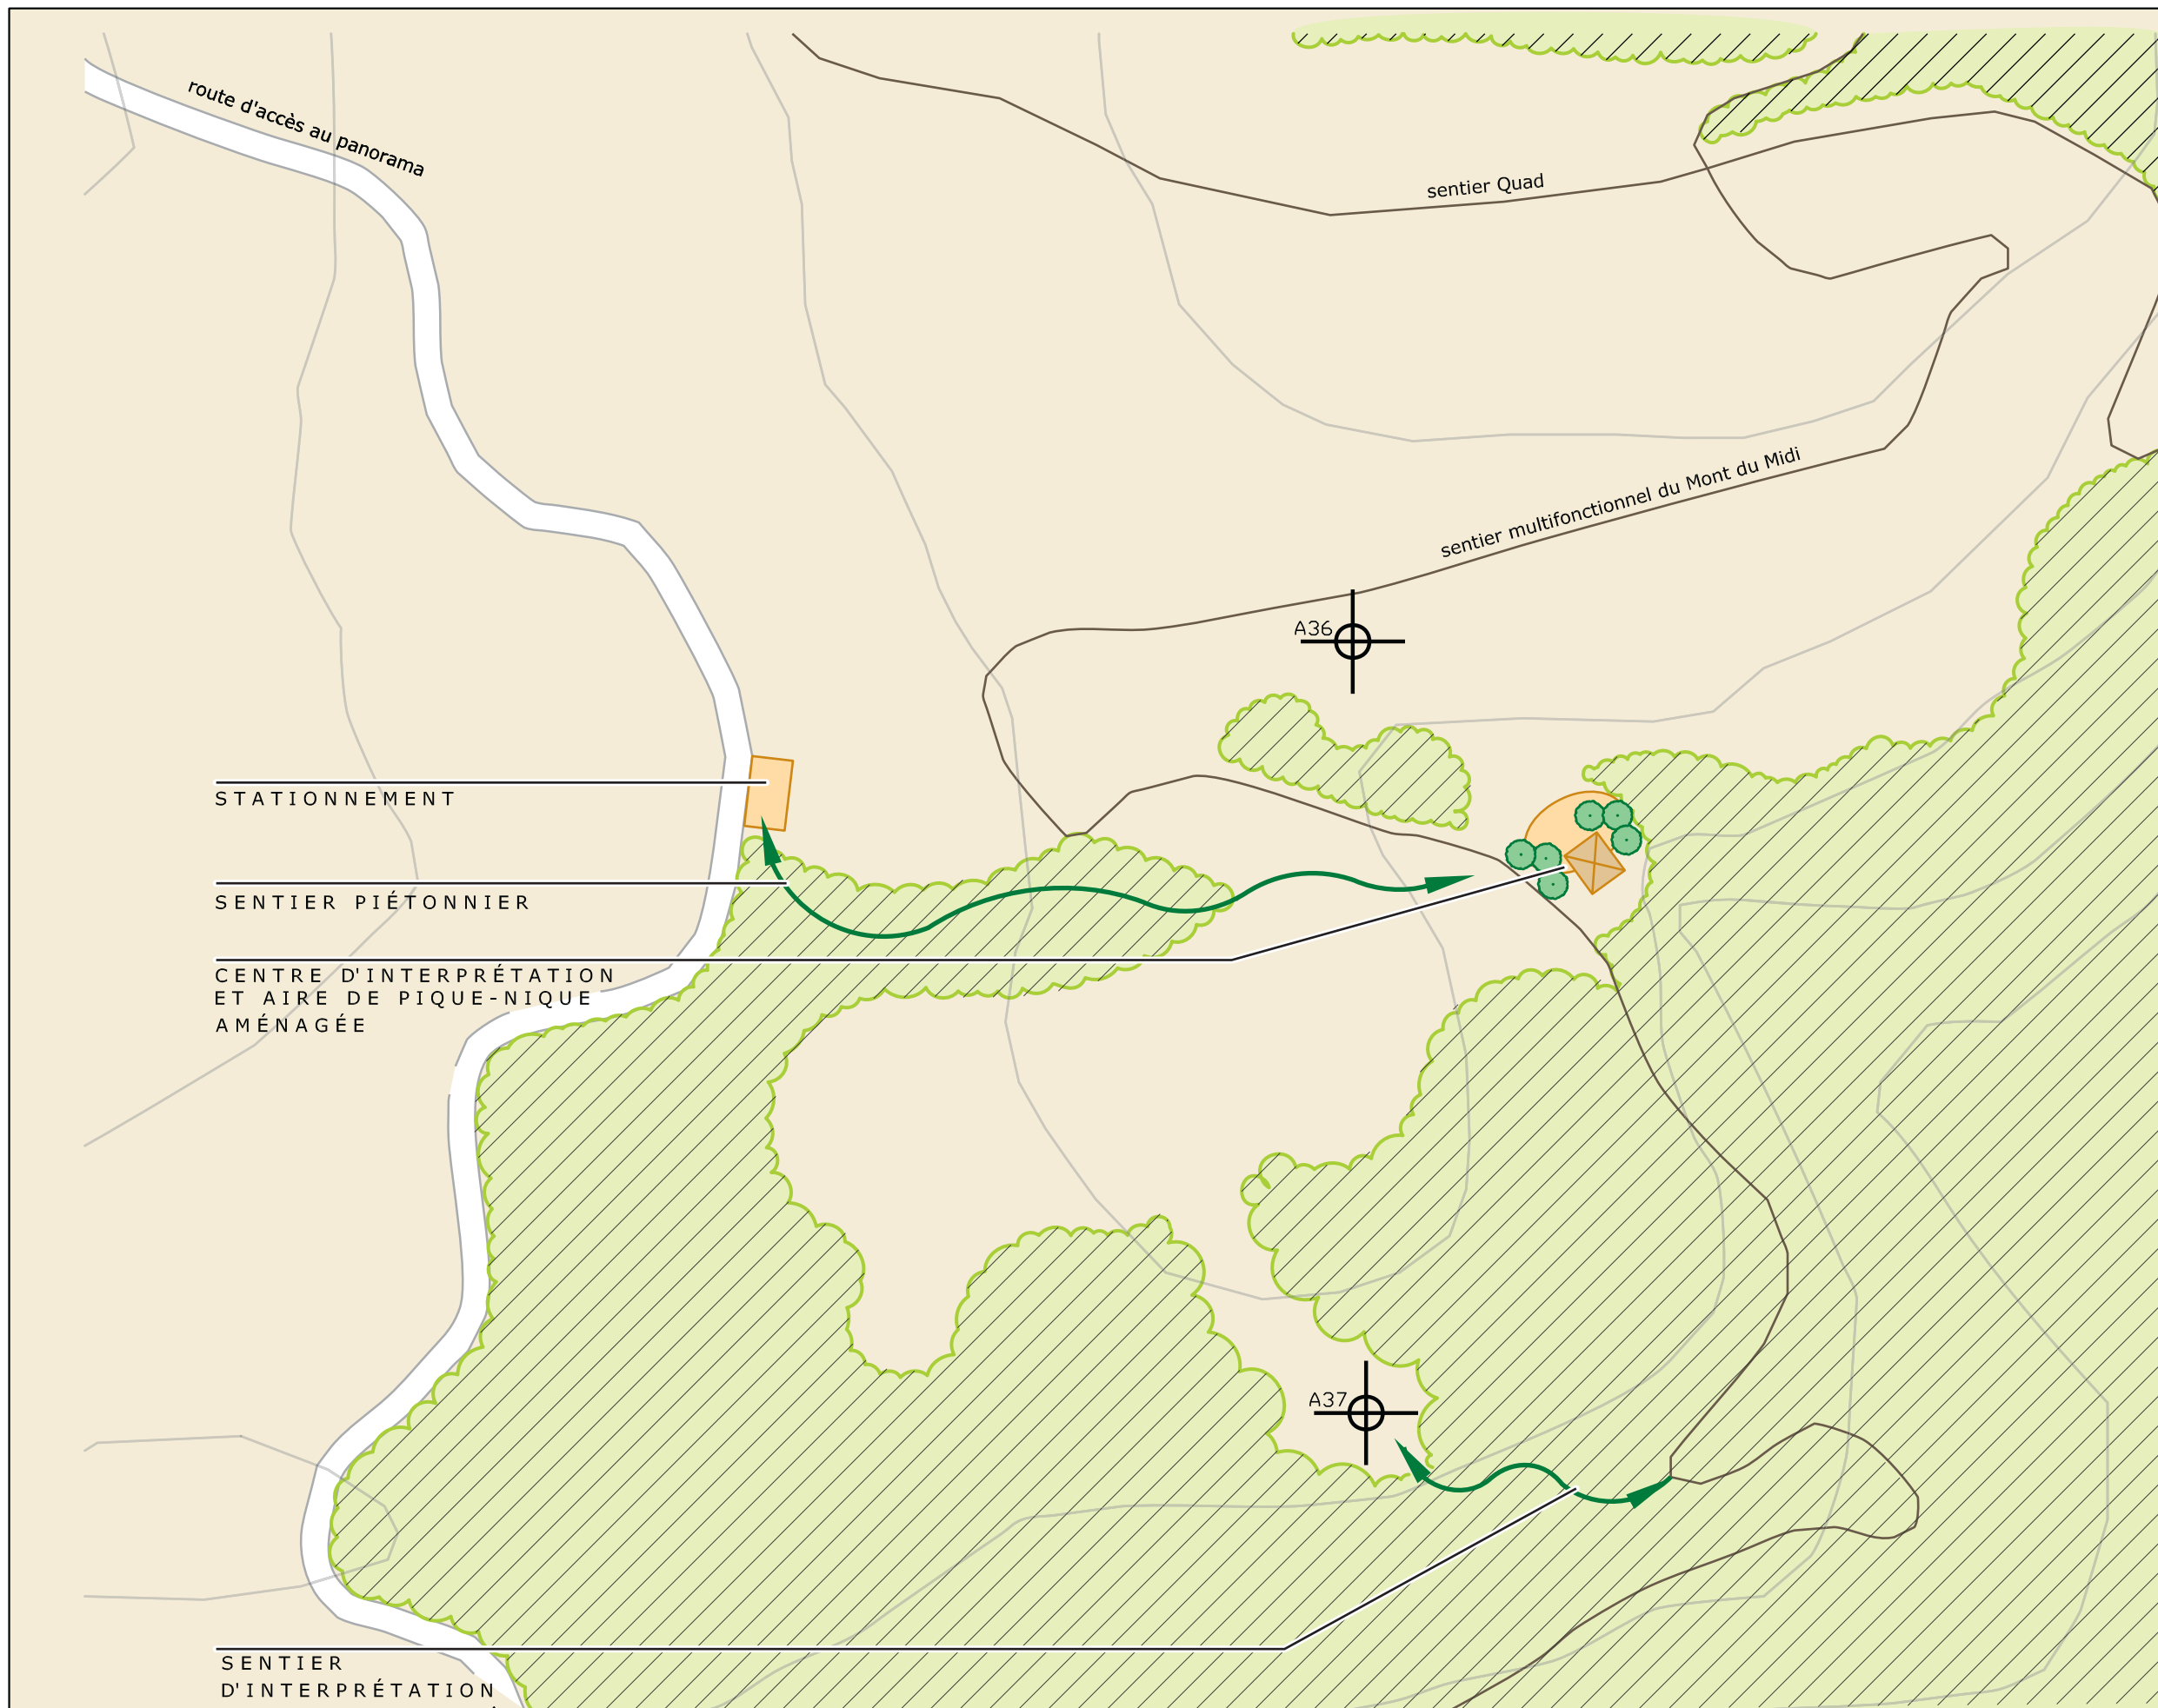 route d'accès au panorama
sentier Quad
sentier multifonctionnel du Mont du Midi
A36
STATIONNEMENT
SENTIER PIÉTONNIER
CENTRE D'INTERPRÉTATION
ET AIRE DE PIQUE-NIQUE
AMÉNAGÉE
A37
SENTIER
D'INTERPRÉTATION